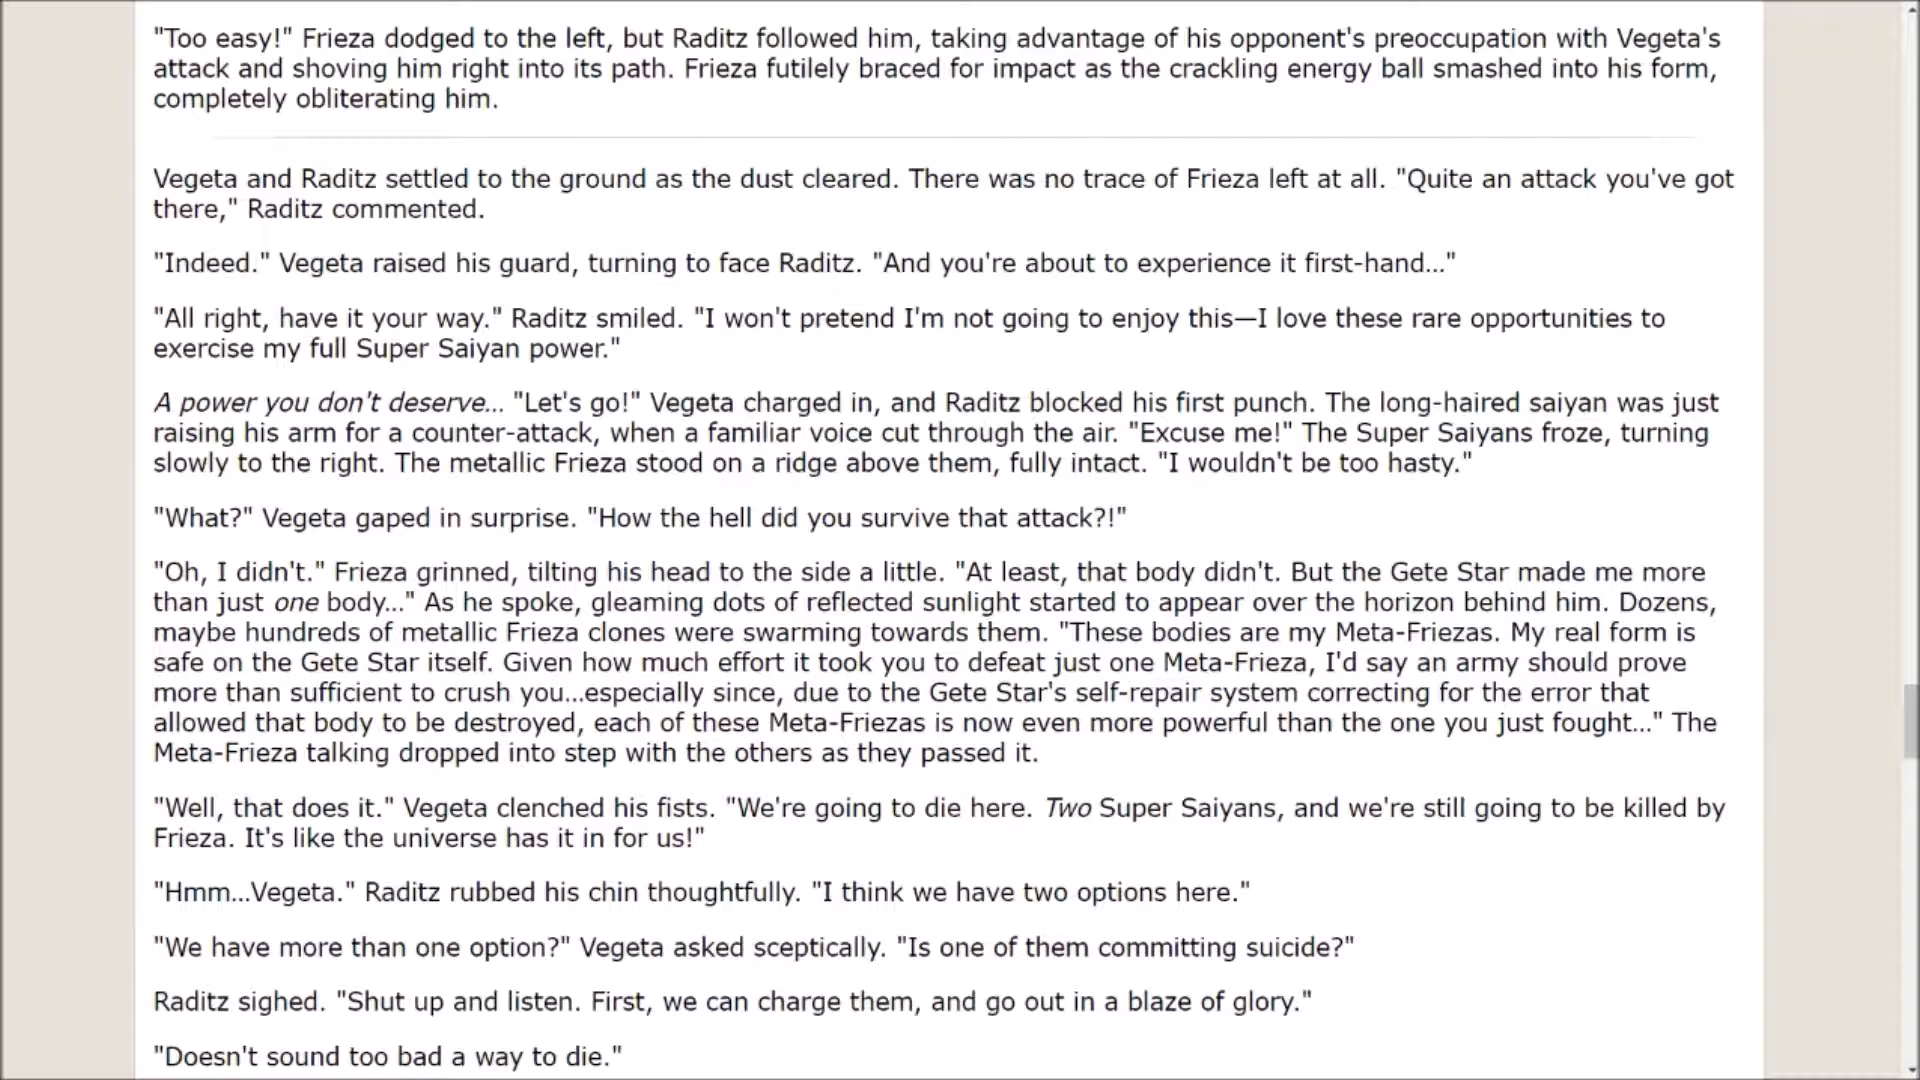 "Too easy!" Frieza dodged to the left, but Raditz followed him, taking advantage of his opponent's preoccupation with Vegeta's
attack and shoving him right into its path. Frieza futilely braced for impact as the crackling energy ball smashed into his form,
completely obliterating him.
Vegeta and Raditz settled to the ground as the dust cleared. There was no trace of Frieza left at all. "Quite an attack you've got
there," Raditz commented.
"Indeed." Vegeta raised his guard, turning to face Raditz. "And you're about to experience it first-hand..."
"All right, have it your way." Raditz smiled. "I won't pretend I'm not going to enjoy this—I love these rare opportunities to
exercise my full Super Saiyan power."
A power you don't deserve... "Let's go!" Vegeta charged in, and Raditz blocked his first punch. The long-haired saiyan was just
raising his arm for a counter-attack, when a familiar voice cut through the air. "Excuse me!" The Super Saiyans froze, turning
slowly to the right. The metallic Frieza stood on a ridge above them, fully intact. "I wouldn't be too hasty."
"What?" Vegeta gaped in surprise. "How the hell did you survive that attack?!"
"Oh, I didn't." Frieza grinned, tilting his head to the side a little. "At least, that body didn't. But the Gete Star made me more
than just one body..." As he spoke, gleaming dots of reflected sunlight started to appear over the horizon behind him. Dozens,
maybe hundreds of metallic Frieza clones were swarming towards them. "These bodies are my Meta-Friezas. My real form is
safe on the Gete Star itself. Given how much effort it took you to defeat just one Meta-Frieza, I'd say an army should prove
more than sufficient to crush you...especially since, due to the Gete Star's self-repair system correcting for the error that
allowed that body to be destroyed, each of these Meta-Friezas is now even more powerful than the one you just fought..." The
Meta-Frieza talking dropped into step with the others as they passed it.
"Well, that does it." Vegeta clenched his fists. "We're going to die here. Two Super Saiyans, and we're still going to be killed by
Frieza. It's like the universe has it in for us!"
"Hmm...Vegeta." Raditz rubbed his chin thoughtfully. "I think we have two options here."
"We have more than one option?" Vegeta asked sceptically. "Is one of them committing suicide?"
Raditz sighed. "Shut up and listen. First, we can charge them, and go out in a blaze of glory."
"Doesn't sound too bad a way to die."